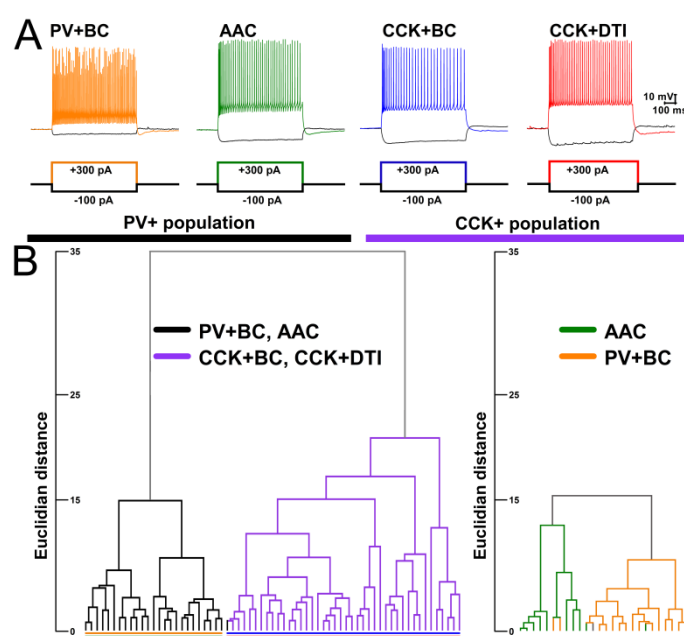 A
PV+BC AAC CCK+BC CCK+DTI
10 mV
100 ms
+300 pA +300 pA +300 pA +300 pA
-100 pA -100 pA -100 pA -100 pA
PV+ population CCK+ population
B
Euclidian distance
35
25
15
0
PV+BC, AAC
CCK+BC, CCK+DTI
Euclidian distance
35
25
15
0
AAC
PV+BC